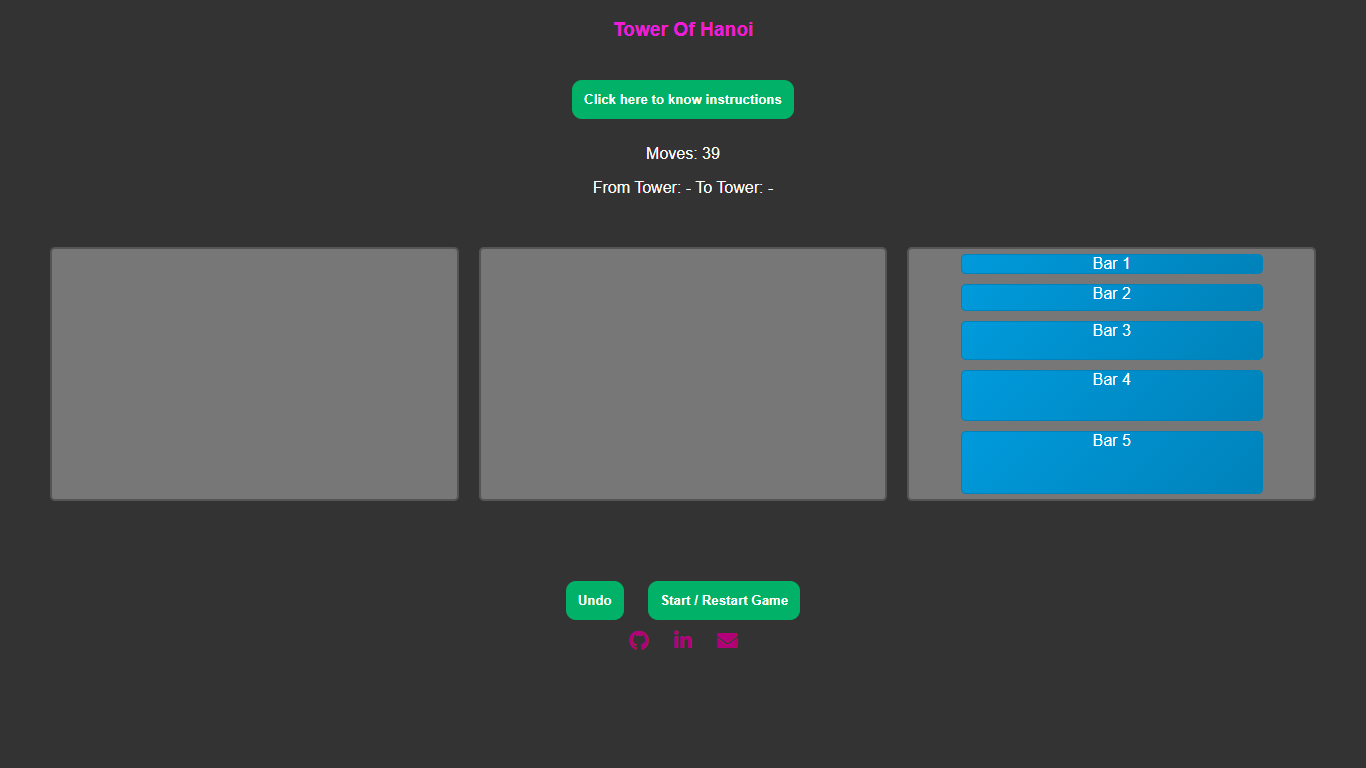 Tower Of Hanoi
Click here to know instructions
Moves: 39
From Tower: - To Tower: -
Bar 1
Bar 2
Bar 3
Bar 4
Bar 5
Undo
Start / Restart Game